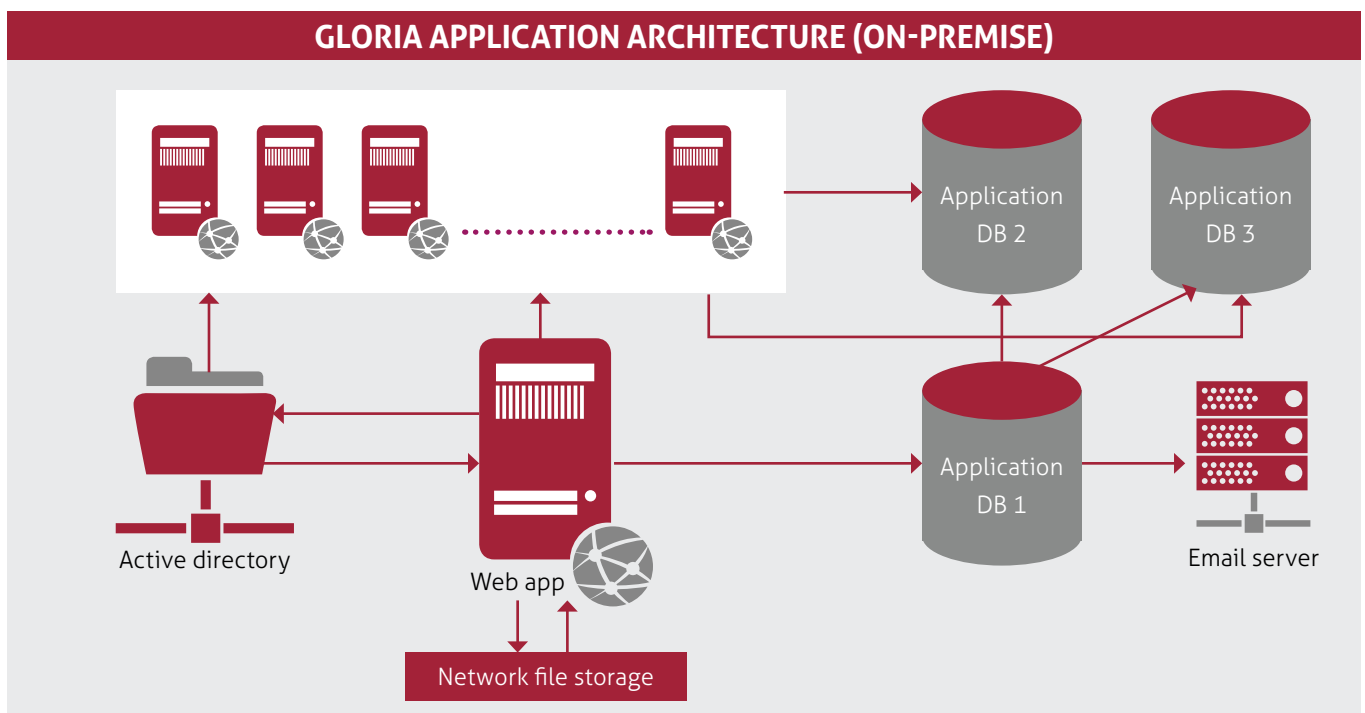 GLORIA APPLICATION ARCHITECTURE (ON-PREMISE)
Application
DB 2
Application
DB 3
Application
DB 1
Active directory
Web app
Email server
Network file storage